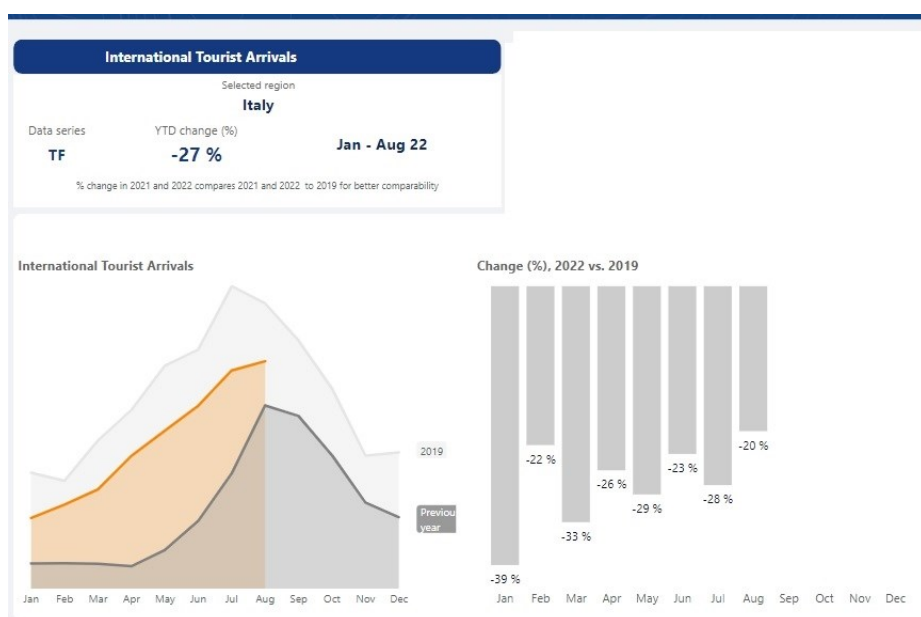 International Tourist Arrivals
Selected region
Italy
Data series
YTD change (%)
TF
-27 %
Jan - Aug 22
% change in 2021 and 2022 compares 2021 and 2022 to 2019 for better comparability
International Tourist Arrivals
2019
Previou
year
Jan Feb Mar Apr May Jun Jul Aug Sep Oct Nov Dec
Change (%), 2022 vs. 2019
-39 %
-22 %
-33 %
-26 %
-29 %
-23 %
-28 %
-20 %
Jan Feb Mar Apr May Jun Jul Aug Sep Oct Nov Dec